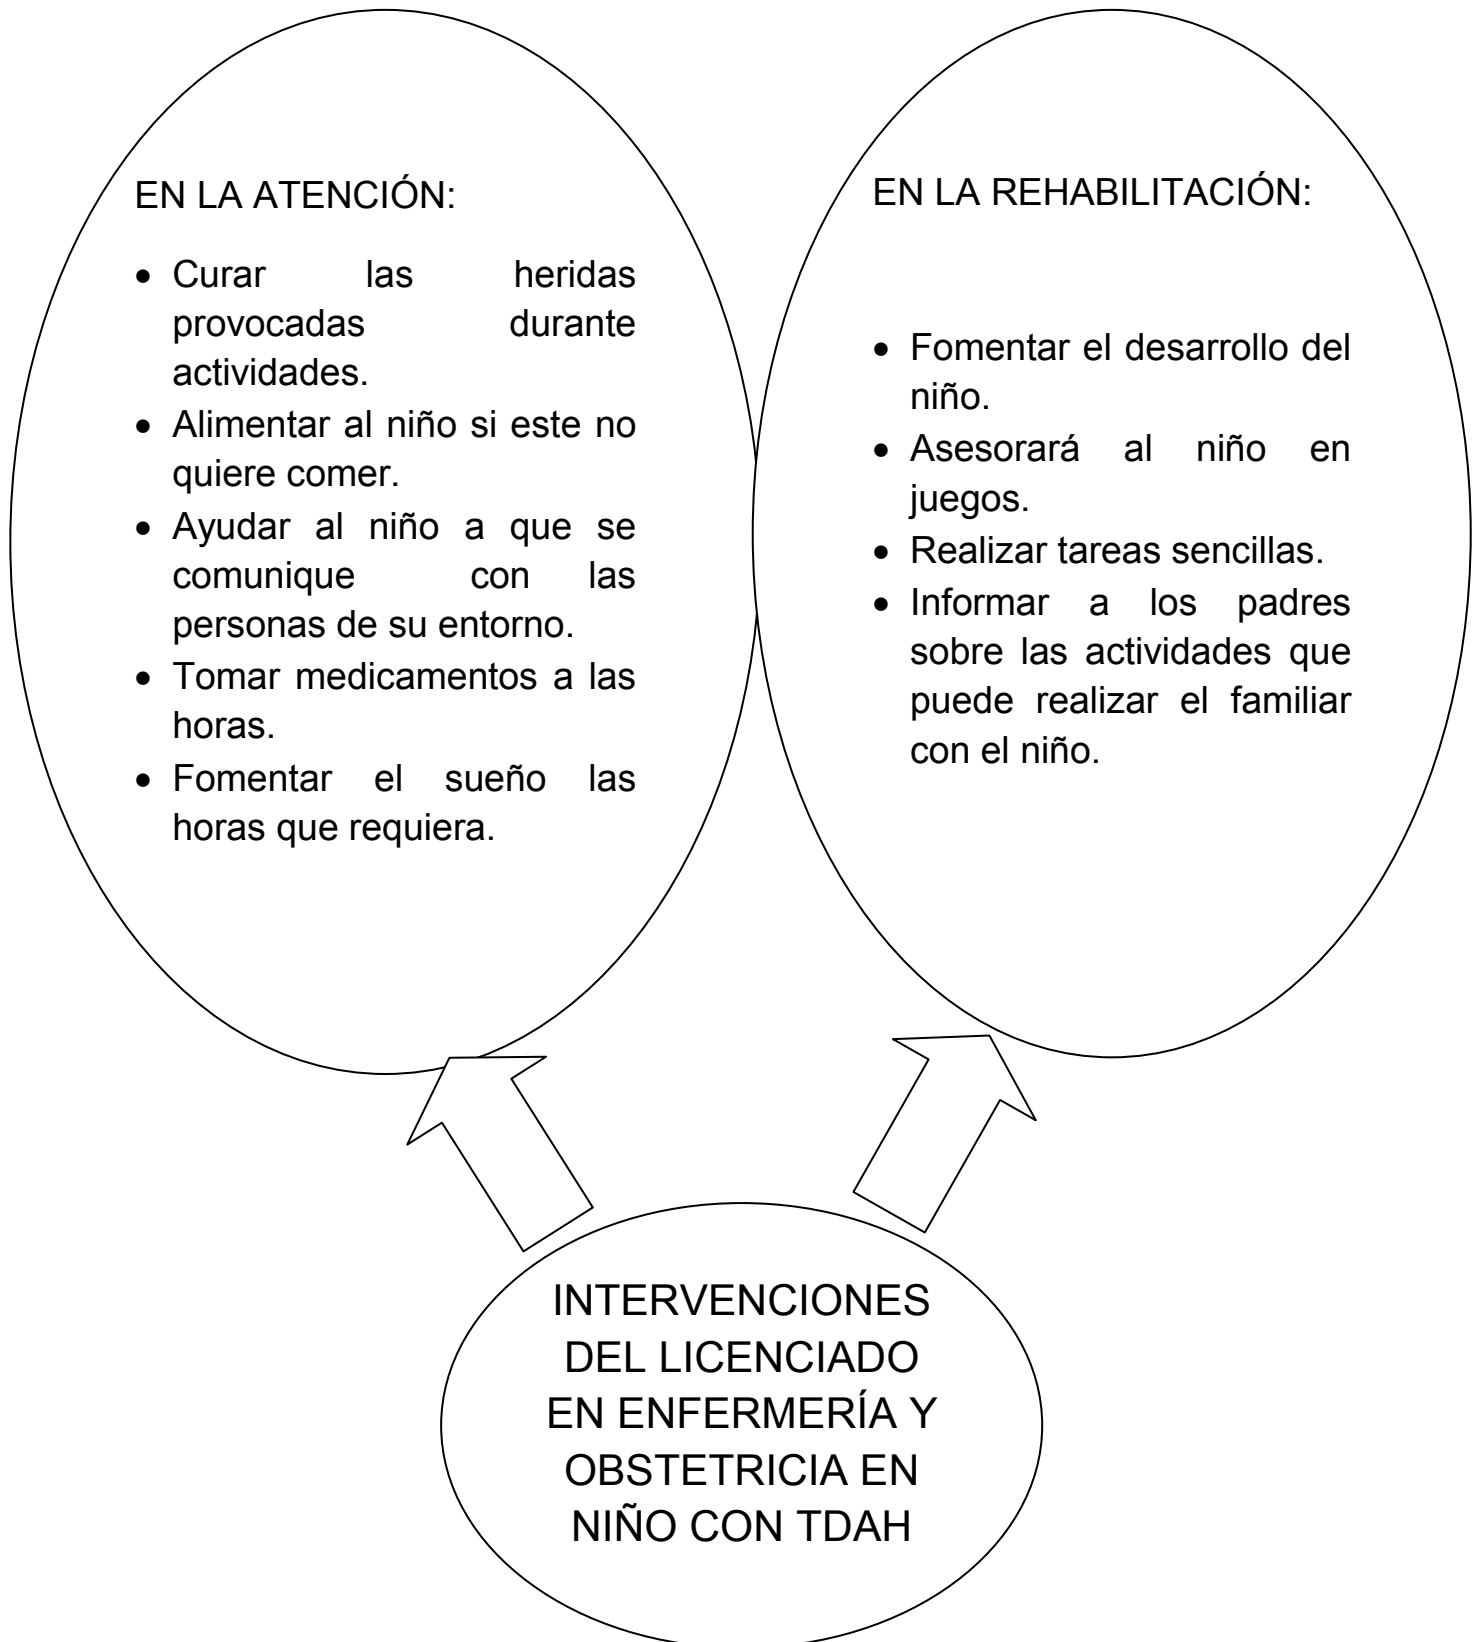 EN LA ATENCIÓN:
• Curar las heridas
provocadas durante
actividades.
• Alimentar al niño si este no
quiere comer.
• Ayudar al niño a que se
comunique con las
personas de su entorno.
• Tomar medicamentos a las
horas.
• Fomentar el sueño las
horas que requiera.
EN LA REHABILITACIÓN:
• Fomentar el desarrollo del
niño.
• Asesorará al niño en
juegos.
• Realizar tareas sencillas.
• Informar a los padres
sobre las actividades que
puede realizar el familiar
con el niño.
INTERVENCIONES
DEL LICENCIADO
EN ENFERMERÍA Y
OBSTETRICIA EN
NIÑO CON TDAH